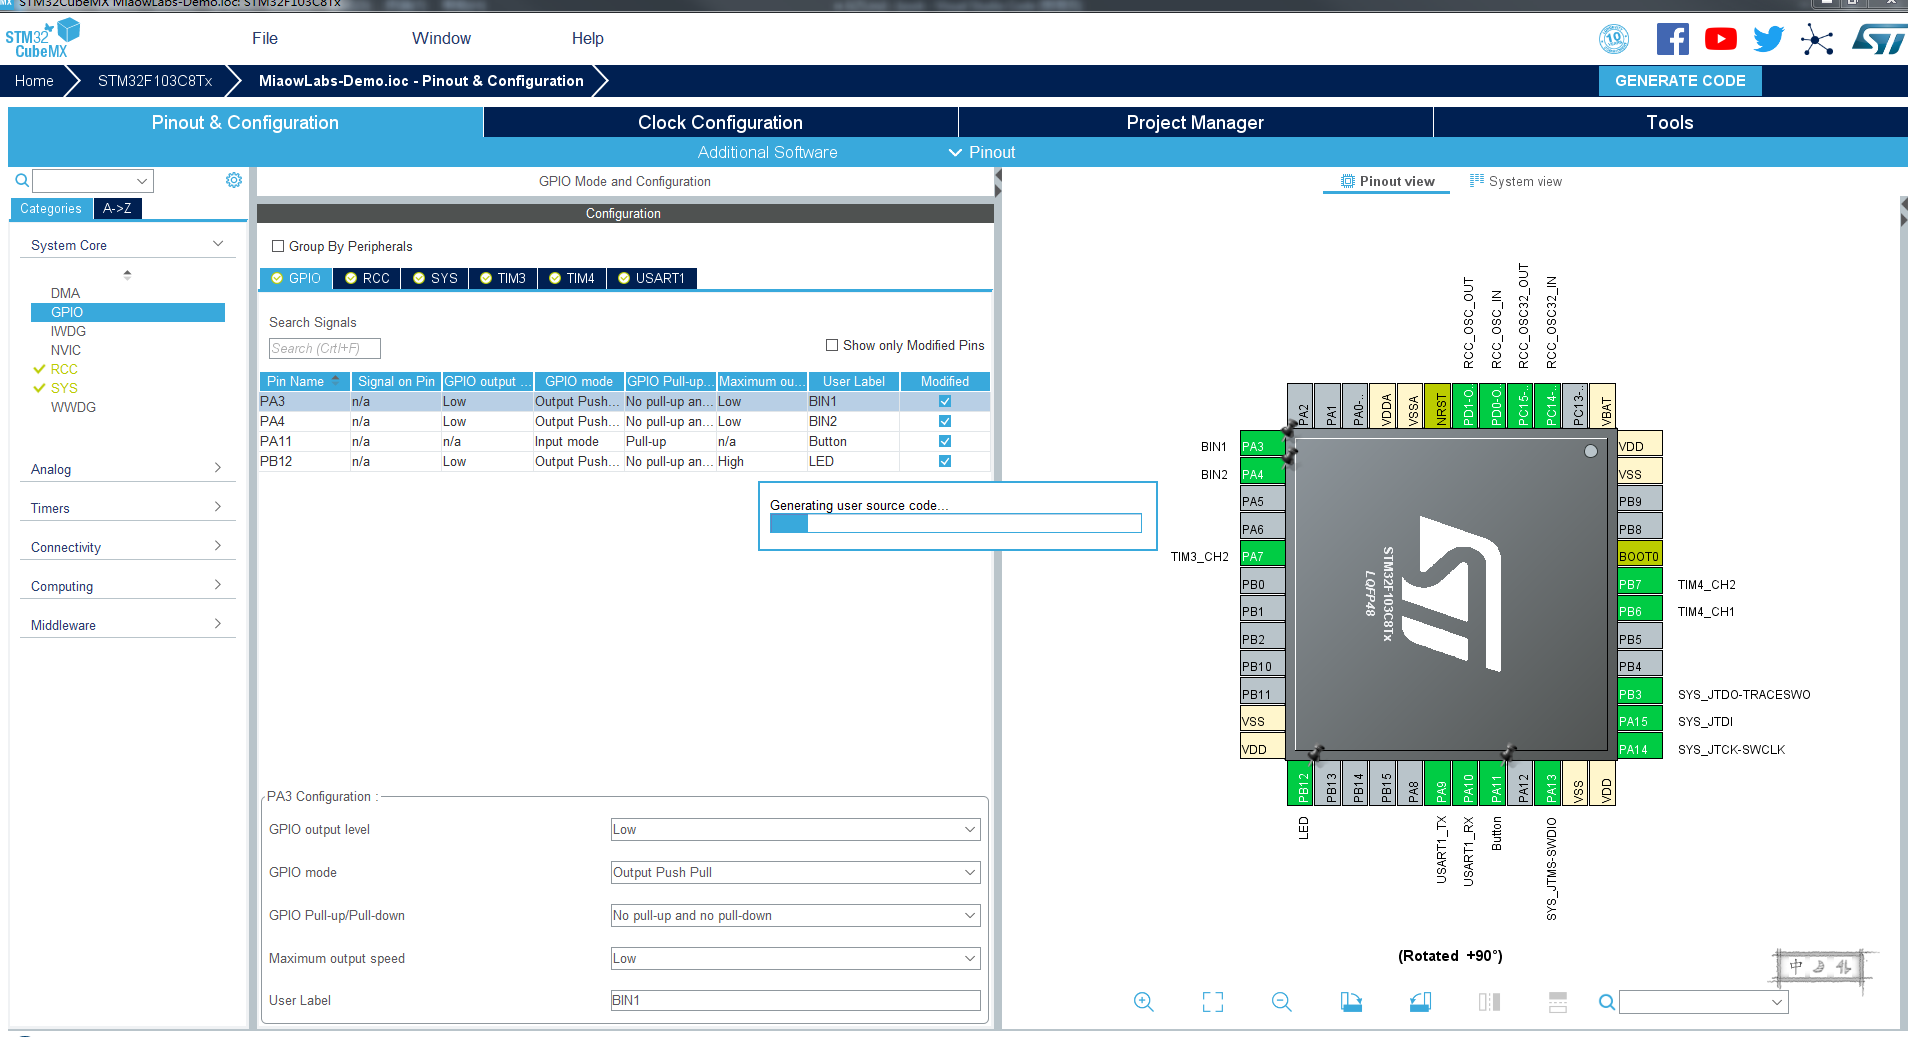 STM32CubeMX MiaowLabs-Demo.ioc: STM32F103C8Tx
STM32
CubeMX
File
Window
Help
10
Home
STM32F103C8Tx
MiaowLabs-Demo.ioc - Pinout & Configuration
GENERATE CODE
Pinout & Configuration
Clock Configuration
Project Manager
Tools
Additional Software
Pinout
Categories
A->Z
System Core
DMA
GPIO
IWDG
NVIC
RCC
SYS
WWDG
Analog
Timers
Connectivity
Computing
Middleware
GPIO Mode and Configuration
Configuration
Group By Peripherals
GPIO RCC SYS TIM3 TIM4 USART1
Search Signals
Search (Crtl+F)
Show only Modified Pins
Pin Name Signal on Pin GPIO output ... GPIO mode GPIO Pull-up... Maximum ou... User Label Modified
PA3 n/a Low Output Push... No pull-up an... Low BIN1
PA4 n/a Low Output Push... No pull-up an... Low BIN2
PA11 n/a n/a Input mode Pull-up n/a Button
PB12 n/a Low Output Push... No pull-up an... High LED
Generating user source code...
PA3 Configuration :
GPIO output level Low
GPIO mode Output Push Pull
GPIO Pull-up/Pull-down No pull-up and no pull-down
Maximum output speed Low
User Label BIN1
Pinout view
System view
RCC_OSC_OUT
RCC_OSC_IN
RCC_OSC32_OUT
RCC_OSC32_IN
PA2
PA1
PA0-..
VDDA
VSSA
NRST
PD1-O..
PD0-O..
PC15-..
PC14-..
PC13-..
VBAT
BIN1 PA3
BIN2 PA4
PA5
PA6
TIM3_CH2 PA7
PB0
PB1
PB2
PB10
PB11
VSS
VDD
STM32F103C8Tx
LQFP48
VDD
VSS
PB9
PB8
BOOT0
PB7 TIM4_CH2
PB6 TIM4_CH1
PB5
PB4
PB3 SYS_JTDO-TRACESWO
PA15 SYS_JTDI
PA14 SYS_JTCK-SWCLK
PB12
PB13
PB14
PB15
PA8
PA9
PA10
PA11
PA12
PA13
VSS
VDD
LED
USART1_TX
USART1_RX
Button
SYS_JTMS-SWDIO
(Rotated +90°)
中